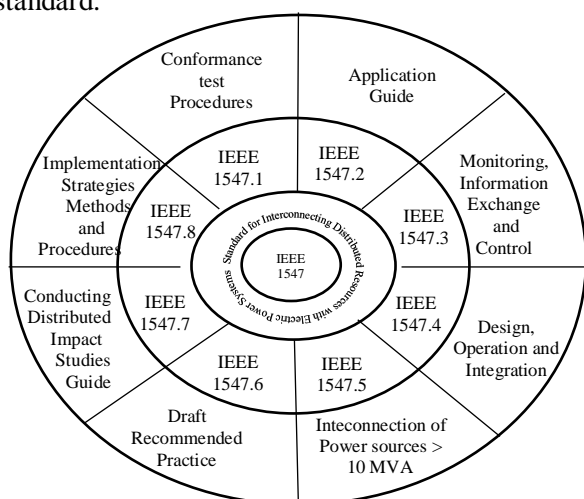 standard.
Conformance
test
Procedures
Application
Guide
Implementation
Strategies
Methods
and
Procedures
IEEE
1547.1
IEEE
1547.2
Monitoring,
Information
Exchange
and
Control
IEEE
1547.8
IEEE
1547.3
Standard for Interconnecting Distributed Resources with Electric Power Systems
IEEE
1547
Conducting
Distributed
Impact
Studies
Guide
IEEE
1547.7
IEEE
1547.4
Design,
Operation and
Integration
IEEE
1547.6
IEEE
1547.5
Draft
Recommended
Practice
Inteconnection of
Power sources >
10 MVA